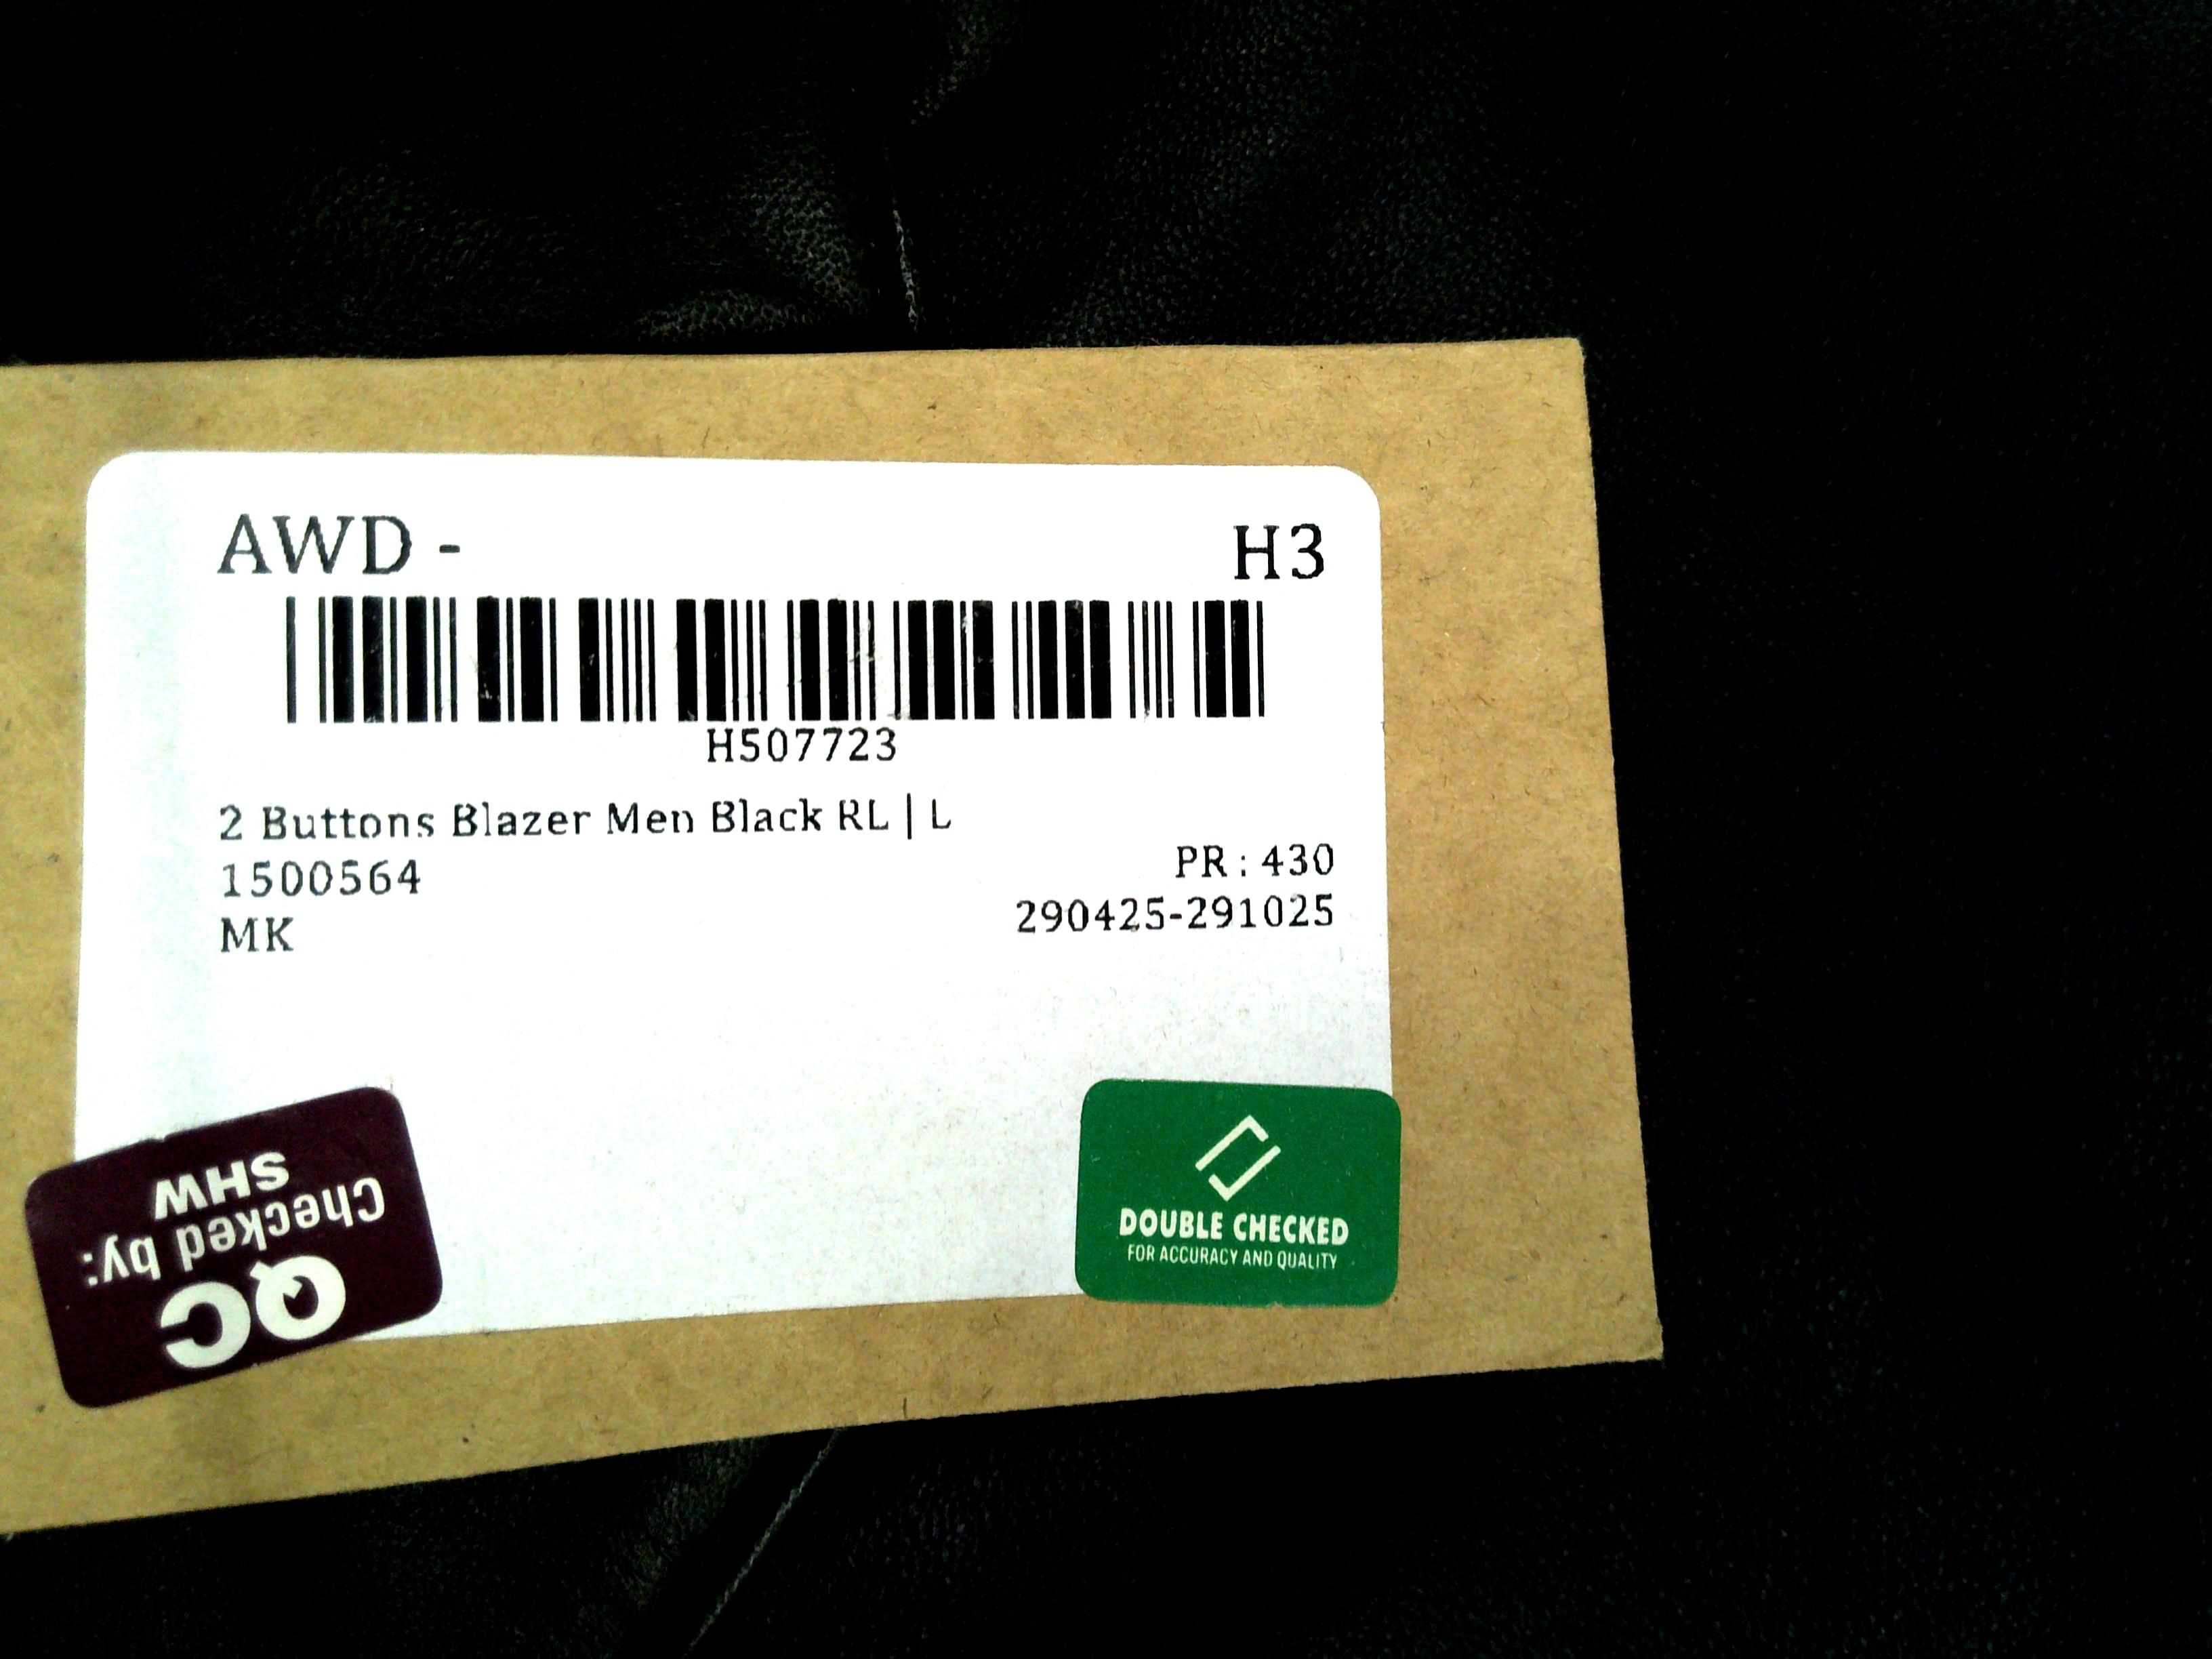 AWD - H3
H507723
2 Buttons Blazer Men Black RL | L
1500564 PR : 430
MK 290425-291025
QC
Checked by:
SHW
DOUBLE CHECKED
FOR ACCURACY AND QUALITY